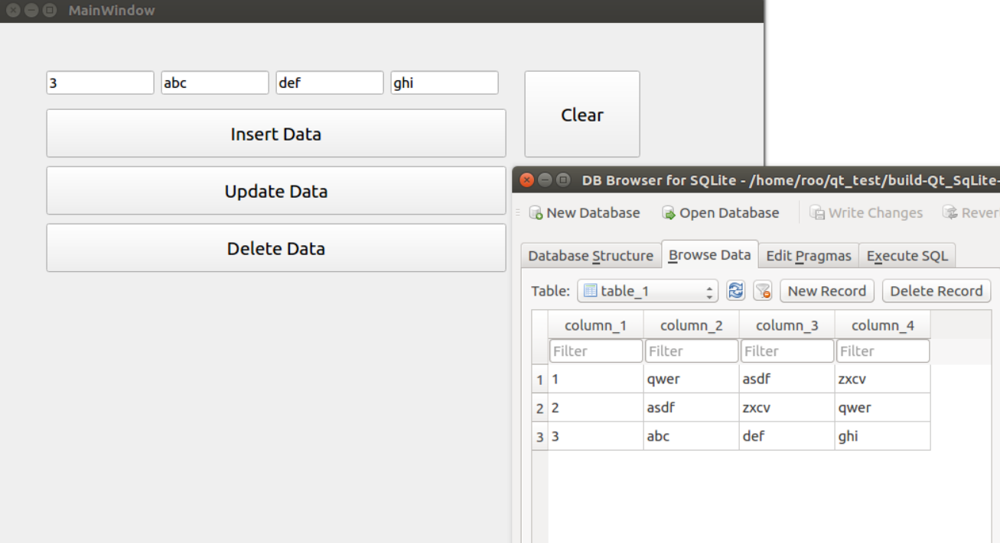 MainWindow
3 abc def ghi
Clear
Insert Data
Update Data
Delete Data
DB Browser for SQLite - /home/roo/qt_test/build-Qt_SqLite-
New Database Open Database Write Changes Rever
Database Structure Browse Data Edit Pragmas Execute SQL
Table: table_1 New Record Delete Record
column_1 column_2 column_3 column_4
Filter Filter Filter Filter
1 1 qwer asdf zxcv
2 2 asdf zxcv qwer
3 3 abc def ghi